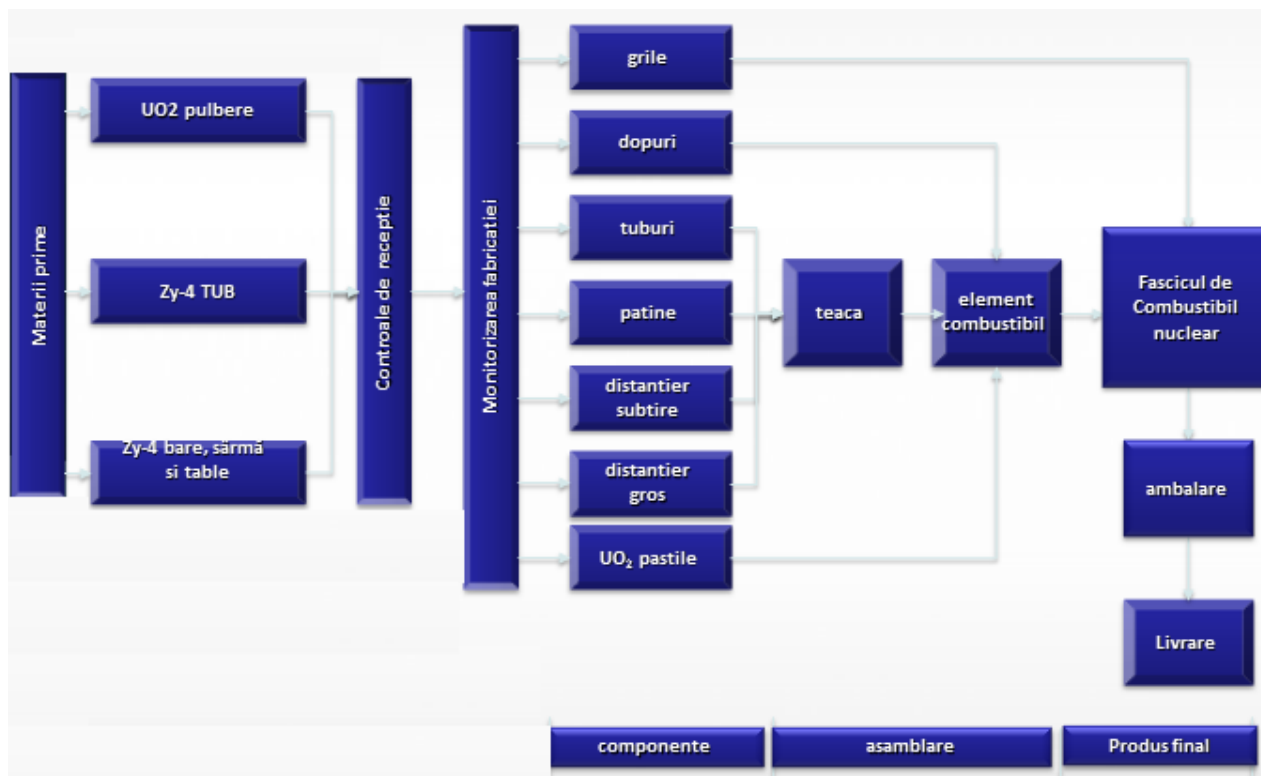 Materii prime
UO2 pulbere
Zy-4 TUB
Zy-4 bare, sârmă
si table
Controale de receptie
Monitorizarea fabricatiei
grile
dopuri
tuburi
patine
distantier
subtire
distantier
gros
UO₂ pastile
teaca
element
combustibil
Fascicul de
Combustibil
nuclear
ambalare
Livrare
componente
asamblare
Produs final